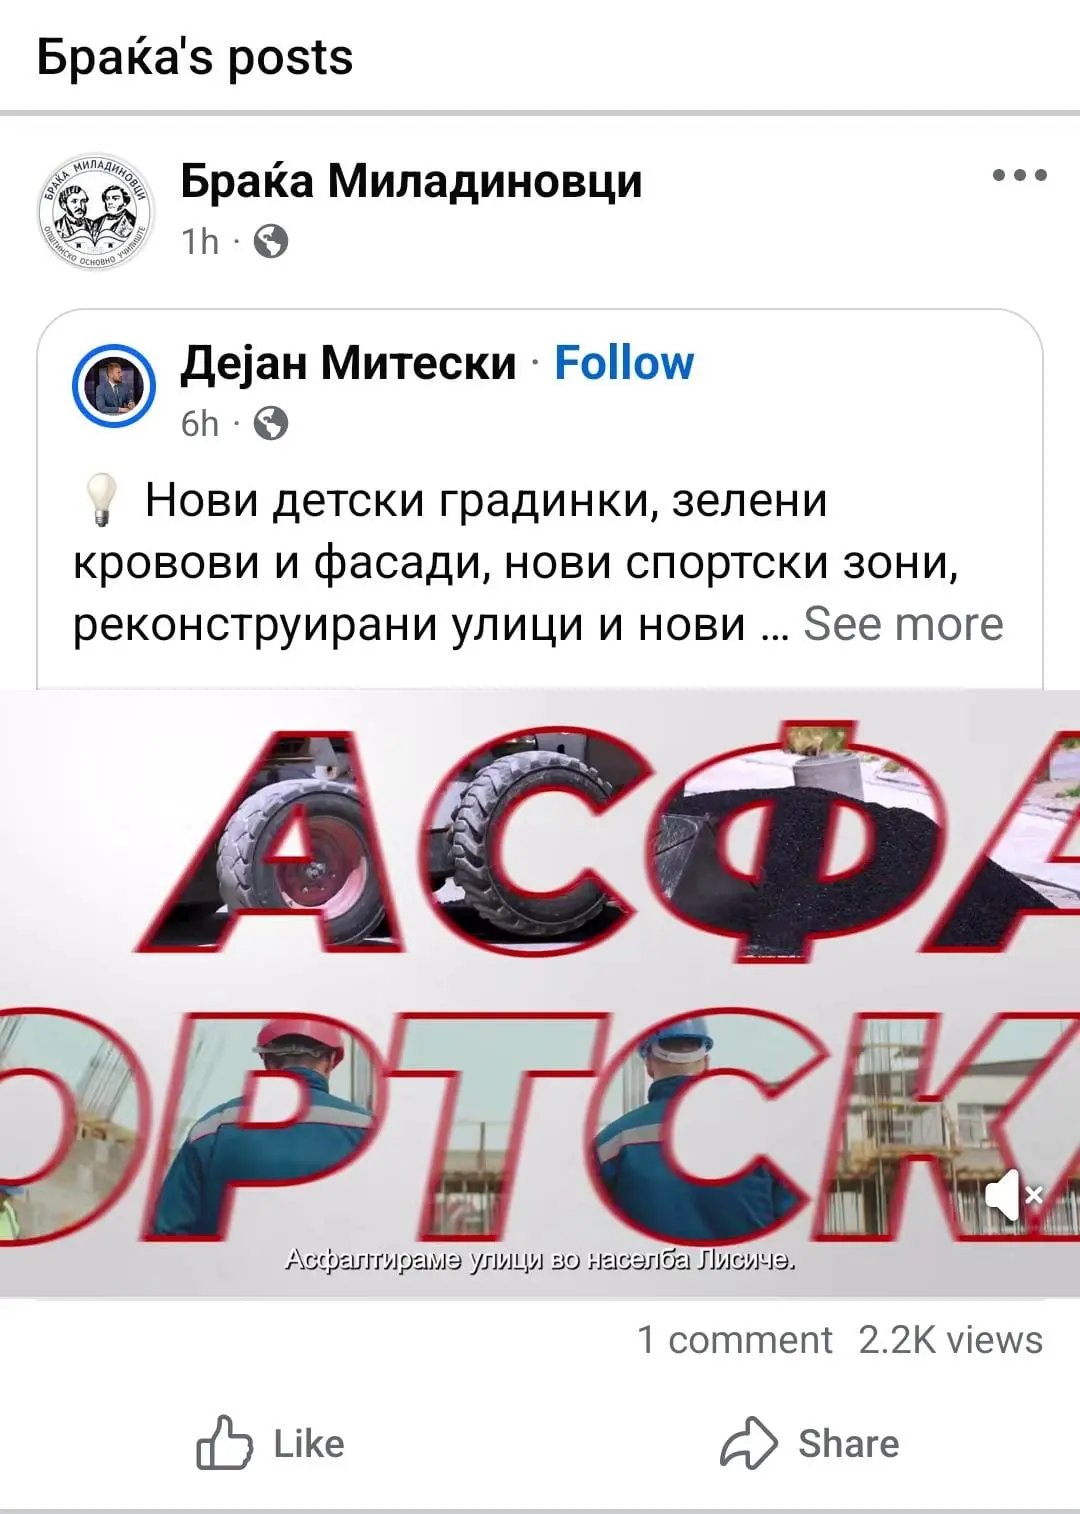 Браќа's posts
БРАЌА МИЛАДИНОВЦИ
ОПШТИНСКО ОСНОВНО УЧИЛИШТЕ
Браќа Миладиновци
1h ·
Дејан Митески · Follow
6h ·
Нови детски градинки, зелени
кровови и фасади, нови спортски зони,
реконструирани улици и нови ... See more
АСФА
ОРТСК
Асфалтираме улици во населба Лисиче.
1 comment 2.2K views
Like Share